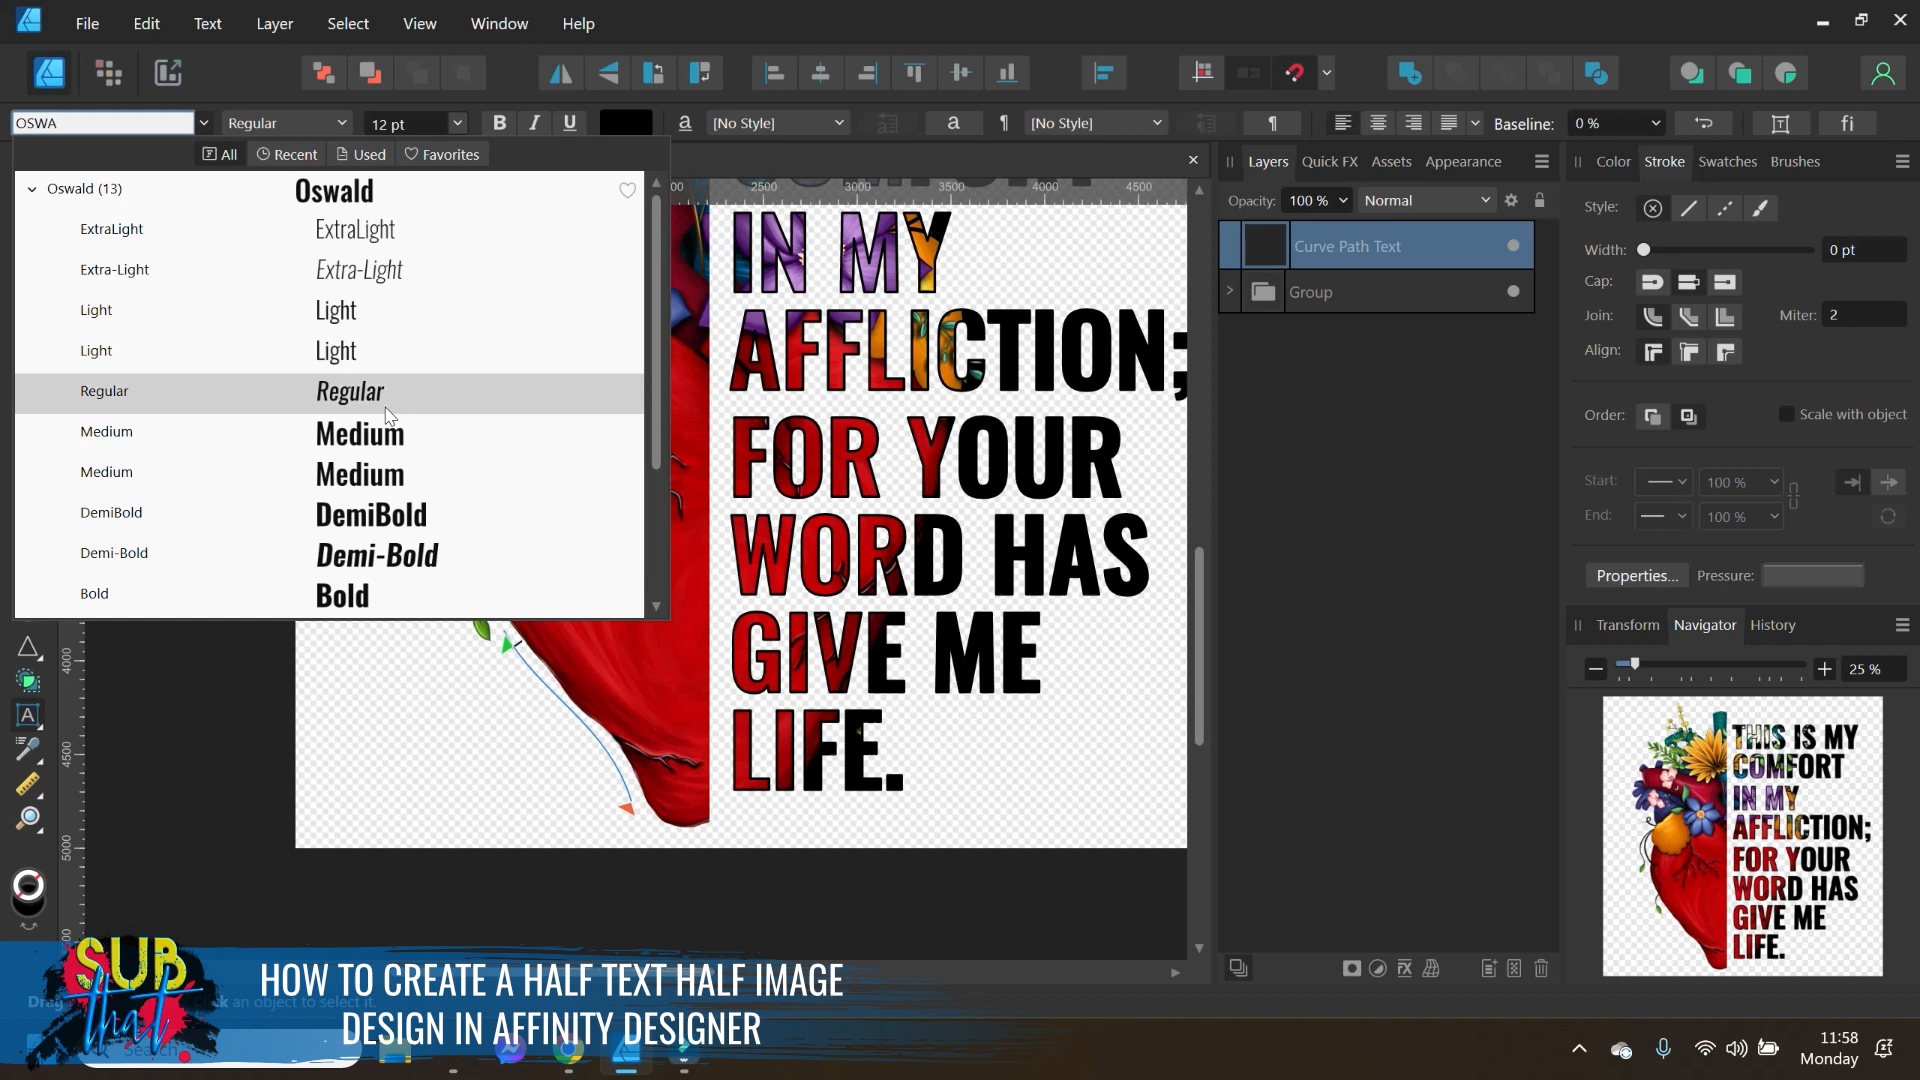 File Edit Text Layer Select View Window Help
OSWA Regular 12 pt B I U a [No Style] a ¶ [No Style] ¶ Baseline: 0 % fi
All Recent Used Favorites
Oswald (13) Oswald
ExtraLight ExtraLight
Extra-Light Extra-Light
Light Light
Light Light
Regular Regular
Medium Medium
Medium Medium
DemiBold DemiBold
Demi-Bold Demi-Bold
Bold Bold
2500 3000 3500 4000 4500
4000
4500
5000
IN MY
AFFLICTION;
FOR YOUR
WORD HAS
GIVE ME
LIFE.
Layers Quick FX Assets Appearance
Opacity: 100 % Normal
Curve Path Text
Group
Color Stroke Swatches Brushes
Style:
Width: 0 pt
Cap:
Join: Miter: 2
Align:
Order: Scale with object
Start: 100 %
End: 100 %
Properties... Pressure:
Transform Navigator History
25 %
THIS IS MY
COMFORT
IN MY
AFFLICTION;
FOR YOUR
WORD HAS
GIVE ME
LIFE.
SUB
that.
HOW TO CREATE A HALF TEXT HALF IMAGE
DESIGN IN AFFINITY DESIGNER
an object to select it.
11:58
Monday